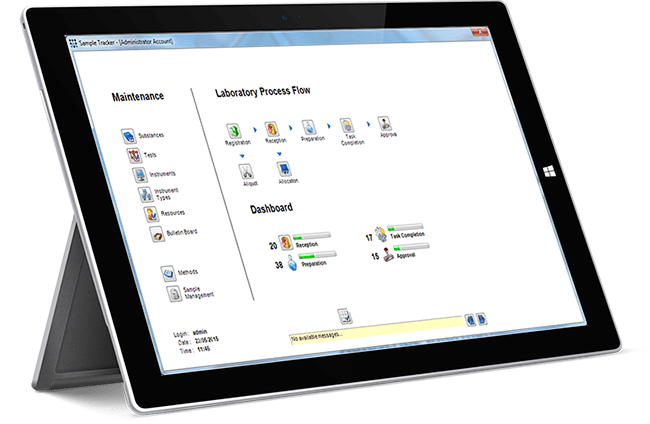 Sample Tracker - [Administrator Account]
Maintenance
Substances
Tests
Instruments
Instrument
Types
Resources
Bulletin Board
Methods
Sample
Management
Login : admin
Date : 22.05.2015
Time : 11:45
Laboratory Process Flow
Registration
Reception
Preparation
Task
Completion
Approval
Aliquot
Allocation
Dashboard
20 Reception
17 Task Completion
38 Preparation
15 Approval
No available messages...